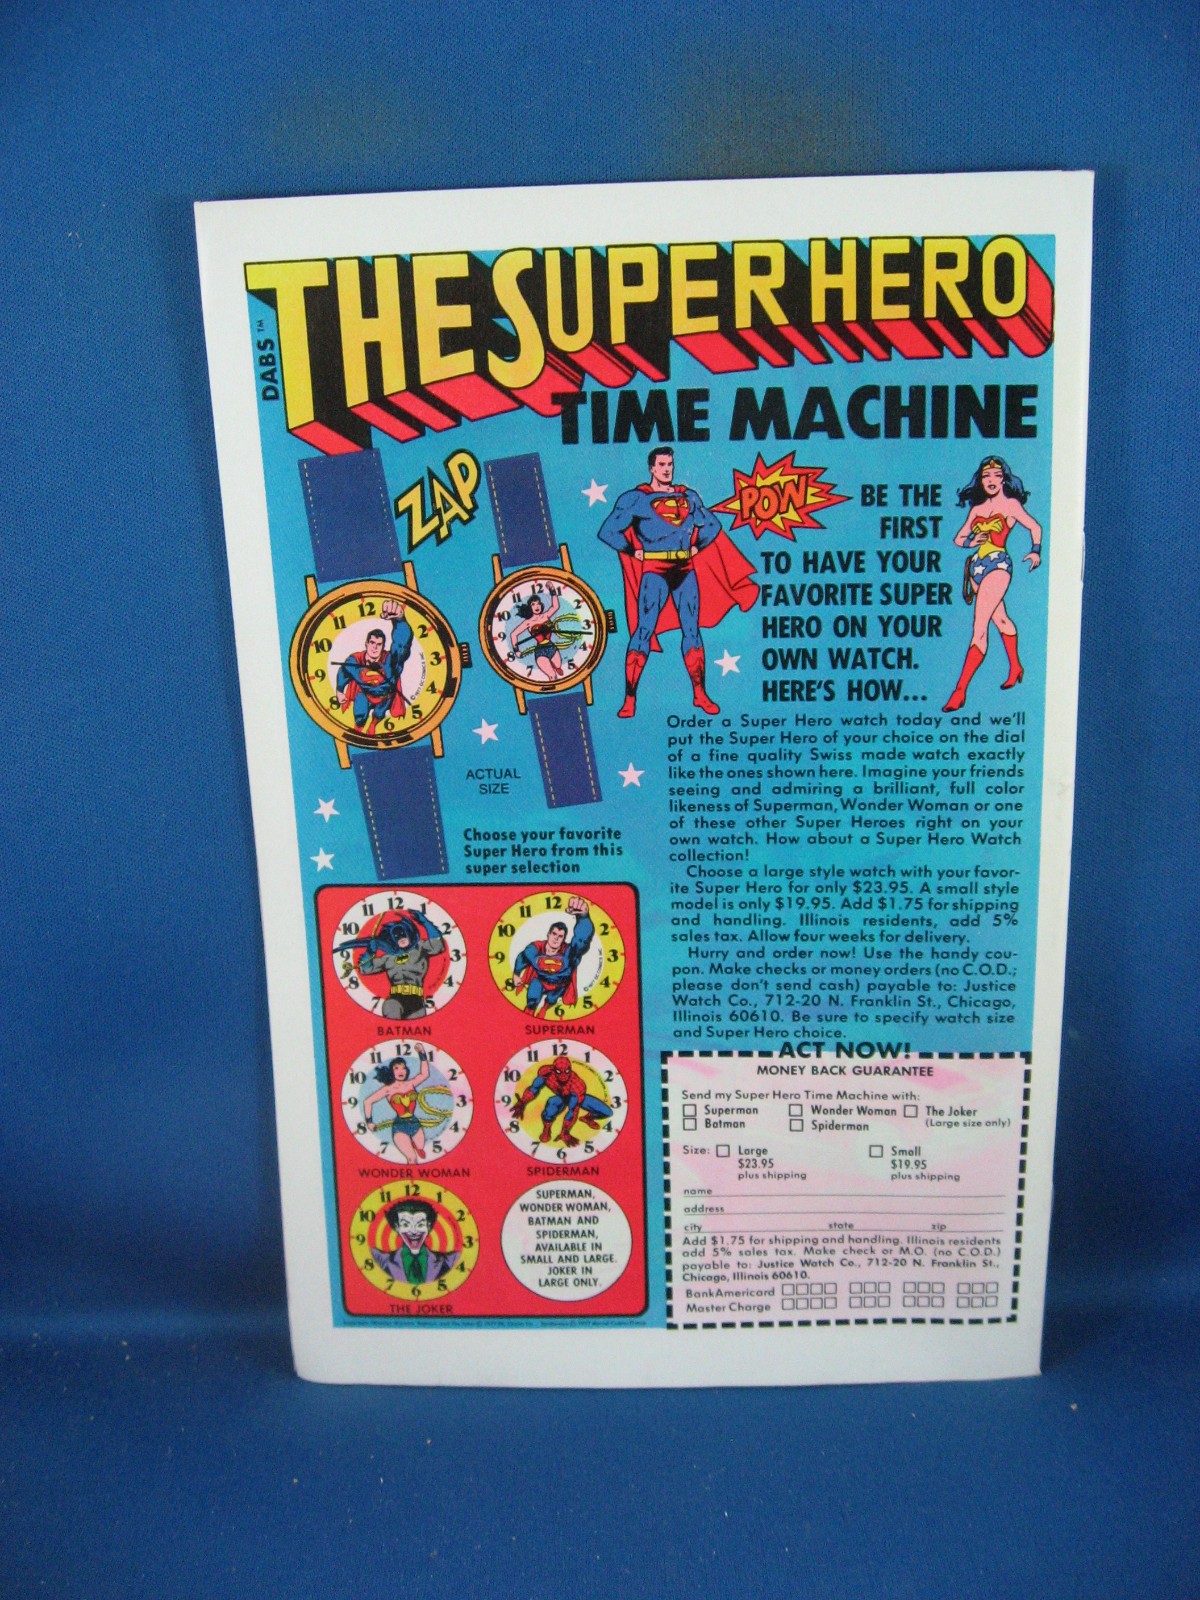 THE SUPER HERO
DABS™
TIME MACHINE
ZAP
POW
BE THE
FIRST
TO HAVE YOUR
FAVORITE SUPER
HERO ON YOUR
OWN WATCH.
HERE'S HOW...
ACTUAL
SIZE
Order a Super Hero watch today and we'll
put the Super Hero of your choice on the dial
of a fine quality Swiss made watch exactly
like the ones shown here. Imagine your friends
seeing and admiring a brilliant, full color
likeness of Superman, Wonder Woman or one
of these other Super Heroes right on your
own watch. How about a Super Hero Watch
collection!
Choose a large style watch with your favor-
ite Super Hero for only $23.95. A small style
model is only $19.95. Add $1.75 for shipping
and handling. Illinois residents, add 5%
sales tax. Allow four weeks for delivery.
Hurry and order now! Use the handy cou-
pon. Make checks or money orders (no C.O.D.;
please don't send cash) payable to: Justice
Watch Co., 712-20 N. Franklin St., Chicago,
Illinois 60610. Be sure to specify watch size
and Super Hero choice.
Choose your favorite
Super Hero from this
super selection
BATMAN
SUPERMAN
WONDER WOMAN
SPIDERMAN
THE JOKER
SUPERMAN,
WONDER WOMAN,
BATMAN AND
SPIDERMAN,
AVAILABLE IN
SMALL AND LARGE.
JOKER IN
LARGE ONLY.
ACT NOW!
MONEY BACK GUARANTEE
Send my Super Hero Time Machine with:
Superman Wonder Woman The Joker
Batman Spiderman (Large size only)
Size: Large Small
$23.95 $19.95
plus shipping plus shipping
name
address
city state zip
Add $1.75 for shipping and handling. Illinois residents
add 5% sales tax. Make check or M.O. (no C.O.D.)
payable to: Justice Watch Co., 712-20 N. Franklin St.,
Chicago, Illinois 60610.
BankAmericard
Master Charge